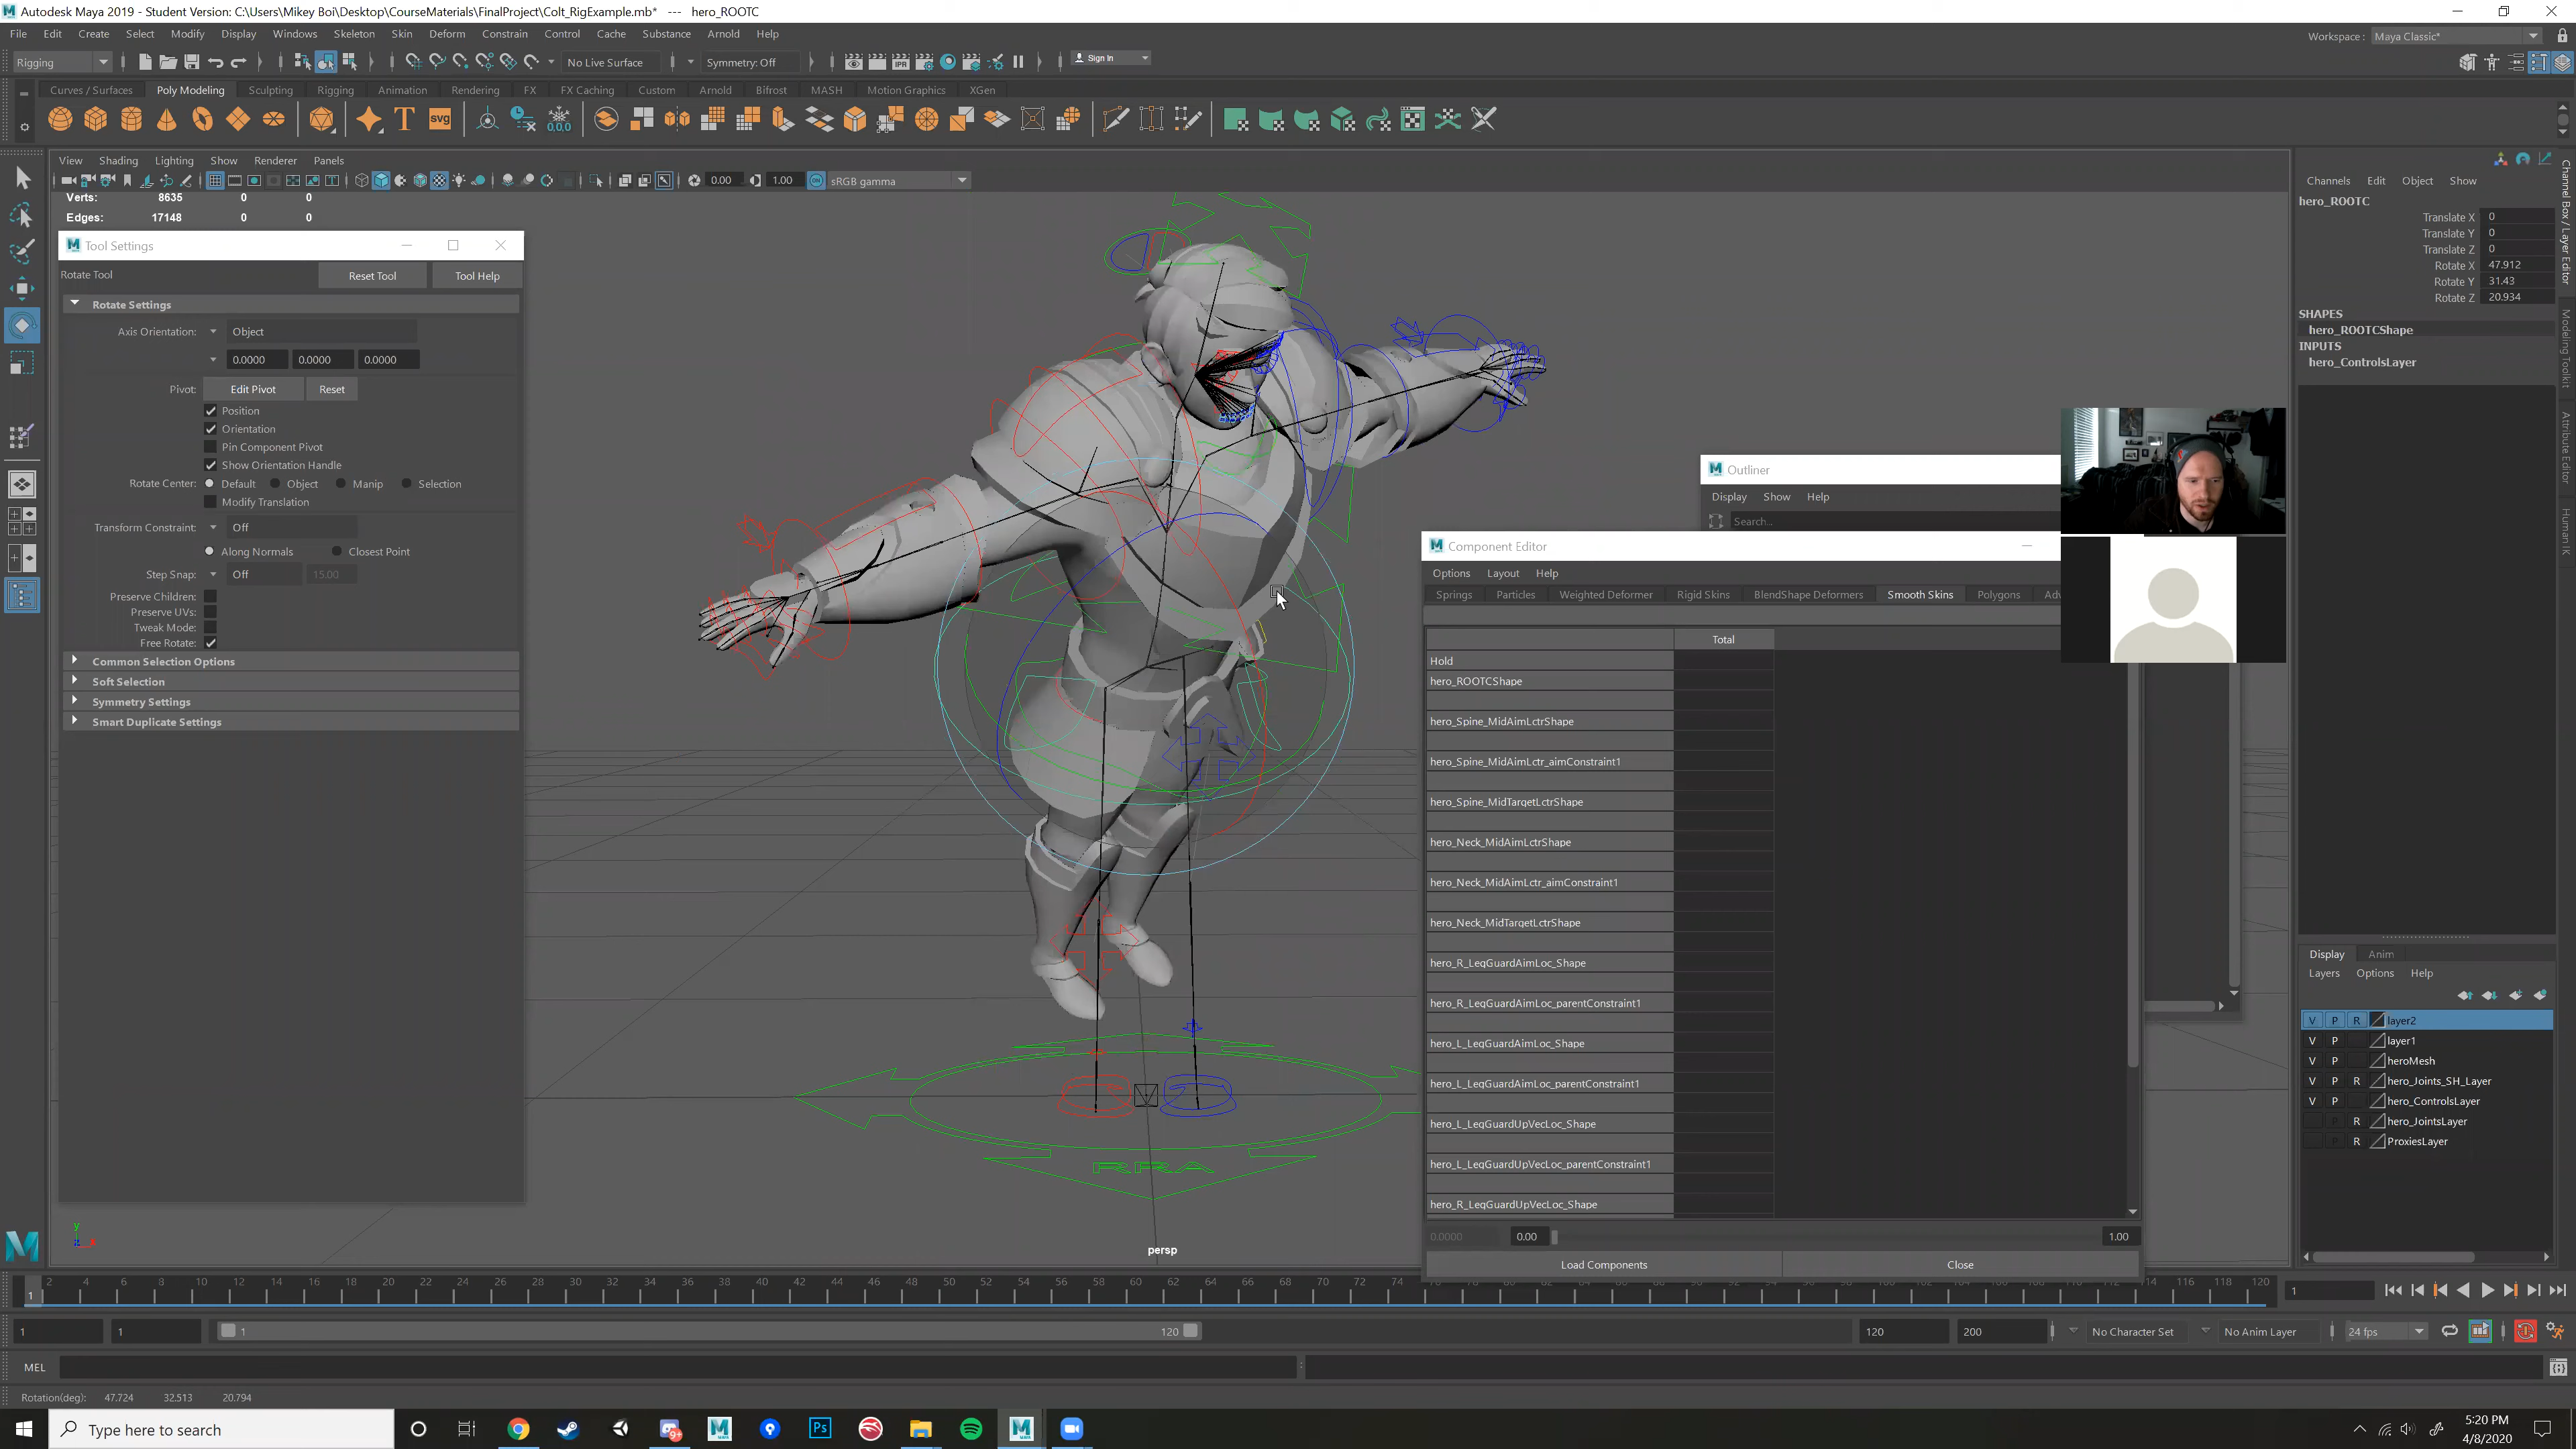 Autodesk Maya 2019 - Student Version: C:\Users\Mikey Boi\Desktop\CourseMaterials\FinalProject\Colt_RigExample.mb* --- hero_ROOTC
File Edit Create Select Modify Display Windows Skeleton Skin Deform Constrain Control Cache Substance Arnold Help
Workspace : Maya Classic*
Rigging No Live Surface Symmetry: Off Sign In
Curves / Surfaces Poly Modeling Sculpting Rigging Animation Rendering FX FX Caching Custom Arnold Bifrost MASH Motion Graphics XGen
View Shading Lighting Show Renderer Panels
0.00 1.00 sRGB gamma
Verts: 8635 0 0
Edges: 17148 0 0
Tool Settings
Rotate Tool Reset Tool Tool Help
Rotate Settings
Axis Orientation: Object
0.0000 0.0000 0.0000
Pivot: Edit Pivot Reset
Position
Orientation
Pin Component Pivot
Show Orientation Handle
Rotate Center: Default Object Manip Selection
Modify Translation
Transform Constraint: Off
Along Normals Closest Point
Step Snap: Off 15.00
Preserve Children:
Preserve UVs:
Tweak Mode:
Free Rotate:
Common Selection Options
Soft Selection
Symmetry Settings
Smart Duplicate Settings
RPA
persp
Outliner
Display Show Help
Search...
Component Editor
Options Layout Help
Springs Particles Weighted Deformer Rigid Skins BlendShape Deformers Smooth Skins Polygons Adv
Total
Hold
hero_ROOTCShape
hero_Spine_MidAimLctrShape
hero_Spine_MidAimLctr_aimConstraint1
hero_Spine_MidTargetLctrShape
hero_Neck_MidAimLctrShape
hero_Neck_MidAimLctr_aimConstraint1
hero_Neck_MidTargetLctrShape
hero_R_LegGuardAimLoc_Shape
hero_R_LegGuardAimLoc_parentConstraint1
hero_L_LegGuardAimLoc_Shape
hero_L_LegGuardAimLoc_parentConstraint1
hero_L_LegGuardUpVecLoc_Shape
hero_L_LegGuardUpVecLoc_parentConstraint1
hero_R_LegGuardUpVecLoc_Shape
0.0000 0.00 1.00
Load Components Close
Channels Edit Object Show
hero_ROOTC
Translate X 0
Translate Y 0
Translate Z 0
Rotate X 47.912
Rotate Y 31.43
Rotate Z 20.934
SHAPES
hero_ROOTCShape
INPUTS
hero_ControlsLayer
Channel Box / Layer Editor
Modeling Toolkit
Attribute Editor
Human IK
Display Anim
Layers Options Help
V P R layer2
V P layer1
V P heroMesh
V P R hero_Joints_SH_Layer
V P hero_ControlsLayer
R hero_JointsLayer
P R ProxiesLayer
2 4 6 8 10 12 14 16 18 20 22 24 26 28 30 32 34 36 38 40 42 44 46 48 50 52 54 56 58 60 62 64 66 68 70 72 74 14 116 118 120
1 1
1 1 1 120 120 200 No Character Set No Anim Layer 24 fps
MEL
Rotation(deg): 47.724 32.513 20.794
Type here to search
Ps
9+
5:20 PM
4/8/2020